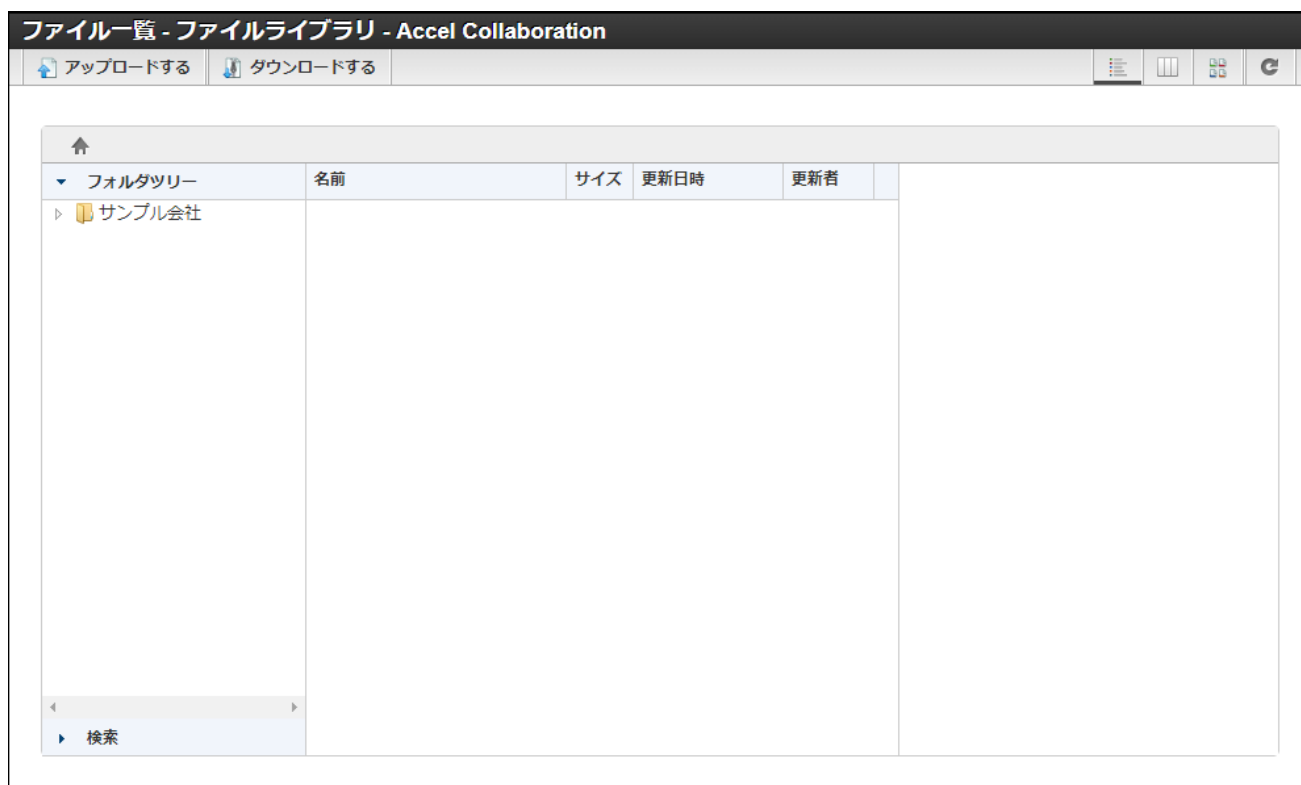 ファイル一覧 - ファイルライブラリ - Accel Collaboration
アップロードする ダウンロードする
フォルダツリー 名前 サイズ 更新日時 更新者
サンプル会社
検索